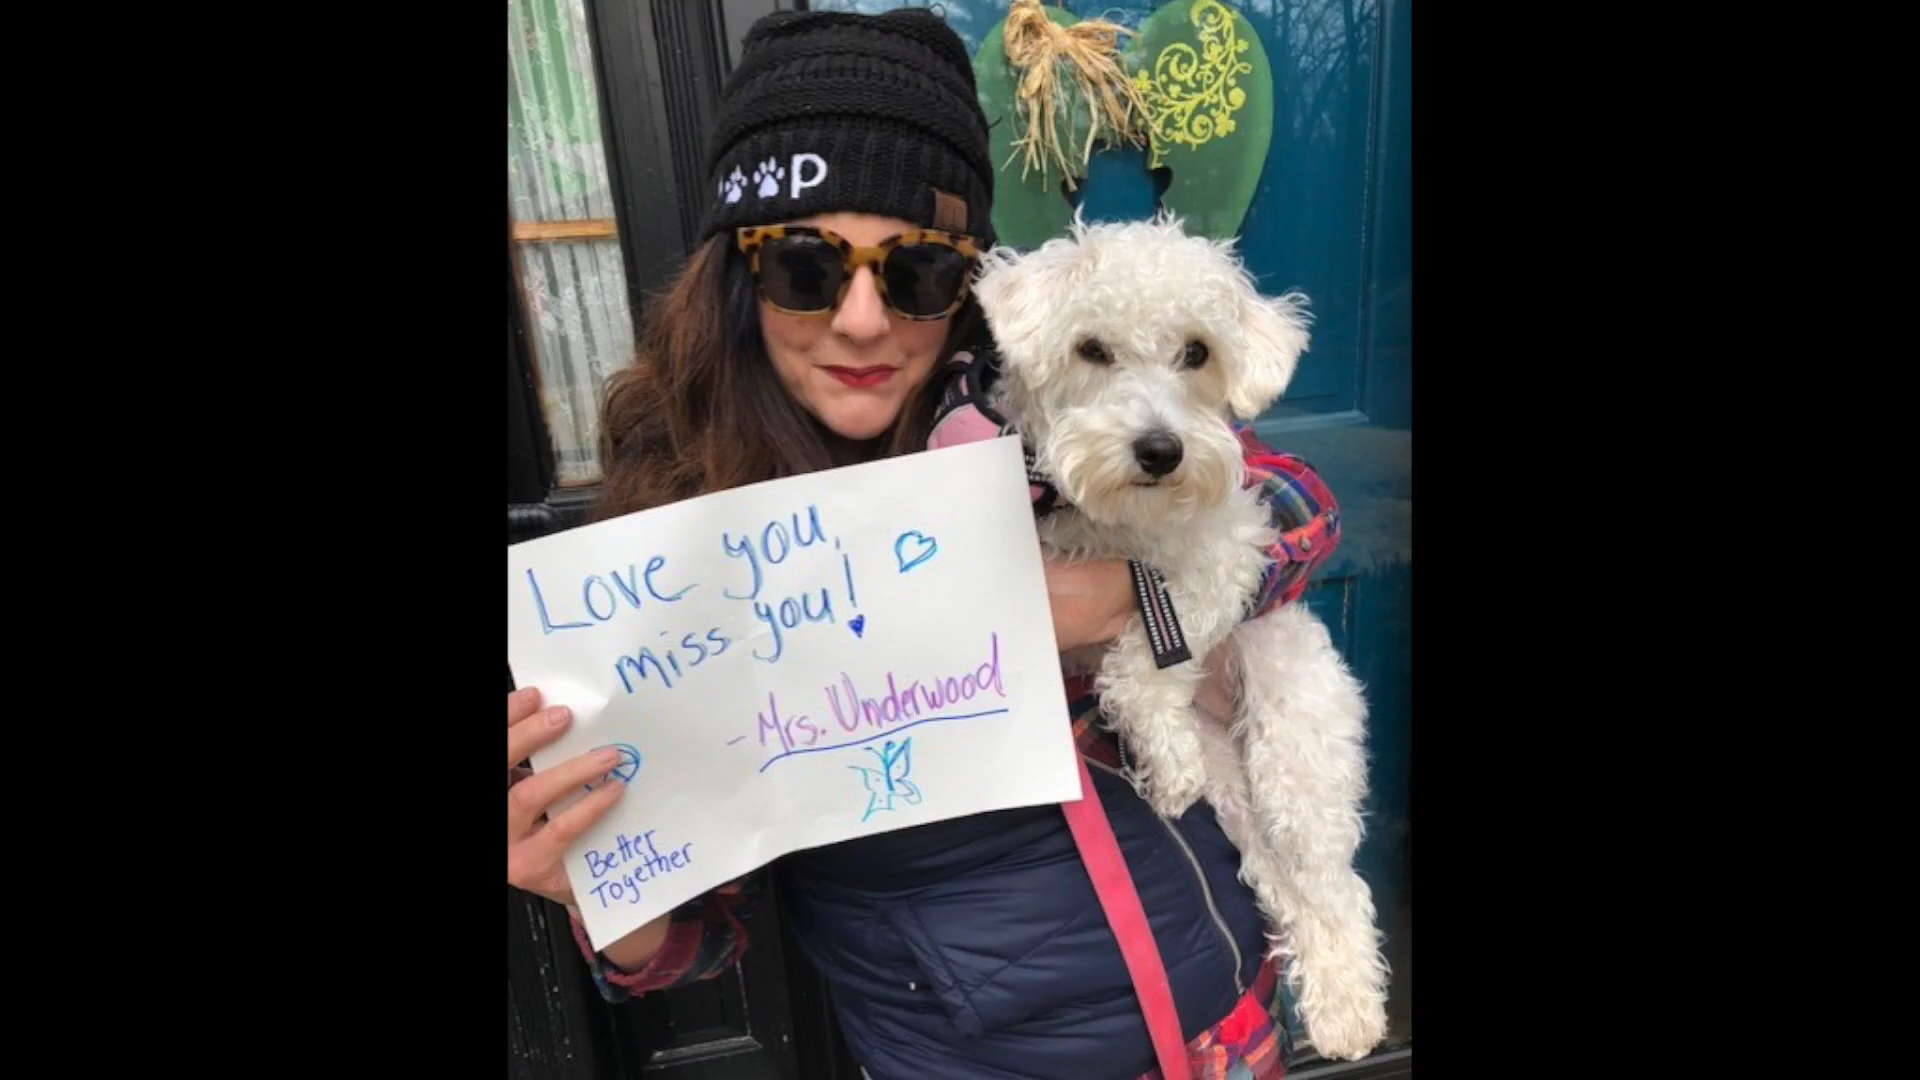 p
Love you,
miss you!
- Mrs. Underwood
Better
Together